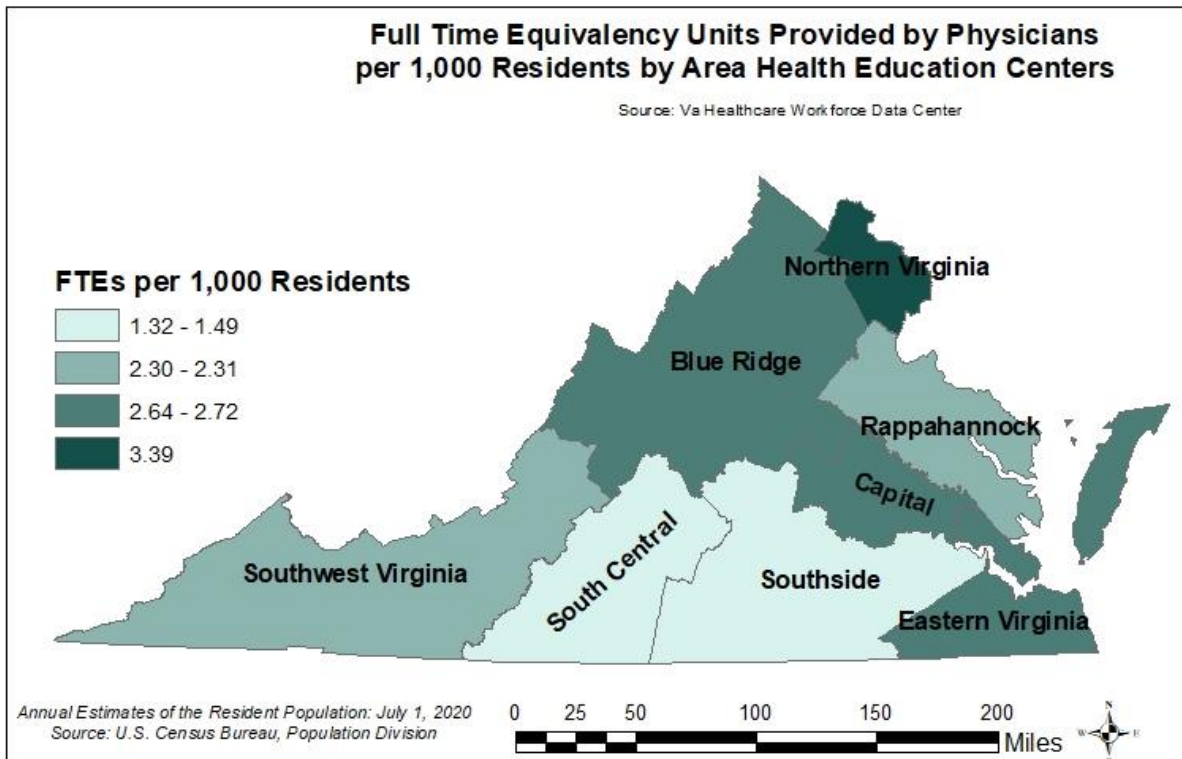 Full Time Equivalency Units Provided by Physicians
per 1,000 Residents by Area Health Education Centers
Source: Va Healthcare Workforce Data Center
FTEs per 1,000 Residents
1.32 - 1.49
2.30 - 2.31
2.64 - 2.72
3.39
Northern Virginia
Blue Ridge
Rappahannock
Capital
Southwest Virginia
South Central
Southside
Eastern Virginia
Annual Estimates of the Resident Population: July 1, 2020
Source: U.S. Census Bureau, Population Division
0 25 50 100 150 200
Miles
N
W E
S